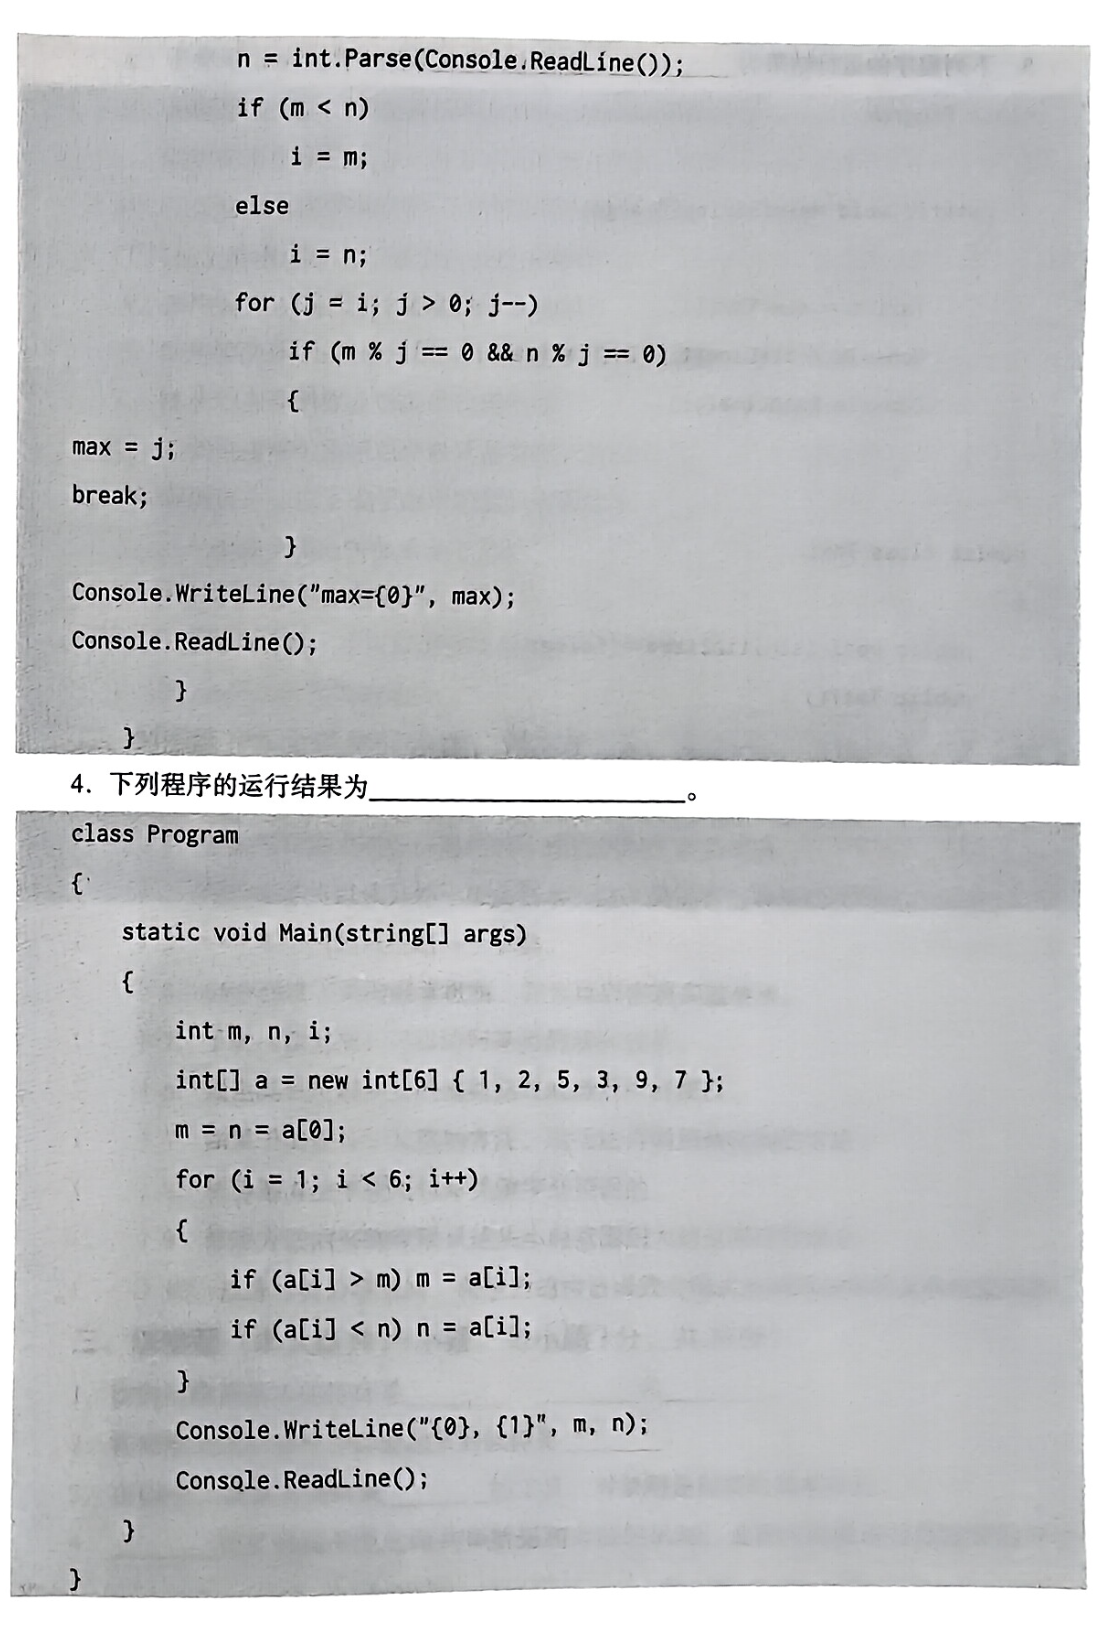 n = int.Parse(Console.ReadLine());
if (m < n)
i = m;
else
i = n;
for (j = i; j > 0; j--)
if (m % j == 0 && n % j == 0)
{
max = j;
break;
}
Console.WriteLine("max={0}", max);
Console.ReadLine();
}
}
4. 下列程序的运行结果为____________________。
class Program
{
static void Main(string[] args)
{
int m, n, i;
int[] a = new int[6] { 1, 2, 5, 3, 9, 7 };
m = n = a[0];
for (i = 1; i < 6; i++)
{
if (a[i] > m) m = a[i];
if (a[i] < n) n = a[i];
}
Console.WriteLine("{0}, {1}", m, n);
Console.ReadLine();
}
}